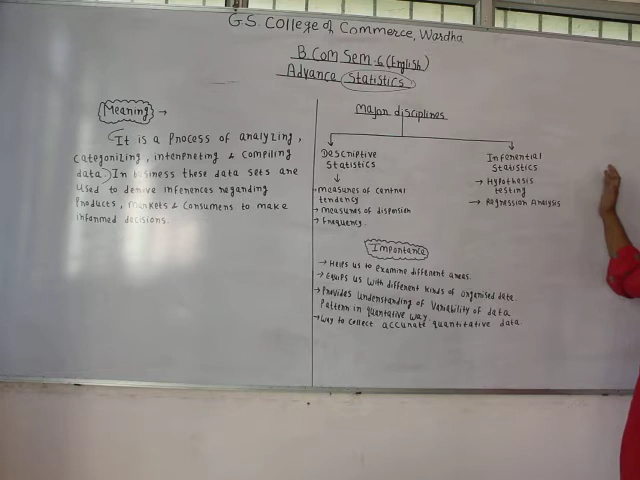 G.S. College of Commerce, Wardha
B.Com Sem-6 (English)
Advance Statistics
Meaning →
It is a Process of analyzing,
categorizing, interpreting & compiling
data. In business these data sets are
used to derive inferences regarding
Products, Markets & Consumers to make
informed decisions.
Major disciplines
Descriptive
Statistics
- Measures of central
tendency
→ Measures of dispersion
→ Frequency.
Inferential
Statistics
→ Hypothesis
testing
→ Regression Analysis
Importance
→ Helps us to examine different areas.
→ Equips us with different kinds of organised data.
→ Provides understanding of variability of data
Pattern in quantative way.
→ Way to collect accurate quantitative data